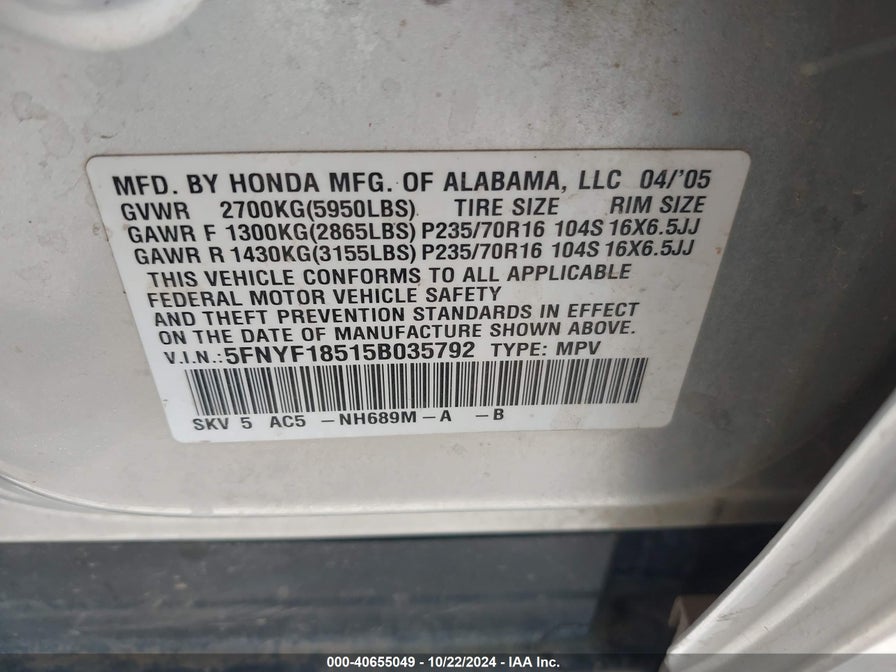 MFD. BY HONDA MFG. OF ALABAMA, LLC 04/'05
GVWR 2700KG(5950LBS) TIRE SIZE RIM SIZE
GAWR F 1300KG(2865LBS) P235/70R16 104S 16X6.5JJ
GAWR R 1430KG(3155LBS) P235/70R16 104S 16X6.5JJ
THIS VEHICLE CONFORMS TO ALL APPLICABLE
FEDERAL MOTOR VEHICLE SAFETY
AND THEFT PREVENTION STANDARDS IN EFFECT
ON THE DATE OF MANUFACTURE SHOWN ABOVE.
V.I.N.:5FNYF18515B035792 TYPE: MPV
SKV 5 AC5 -NH689M-A -B
000-40655049 - 10/22/2024 - IAA Inc.